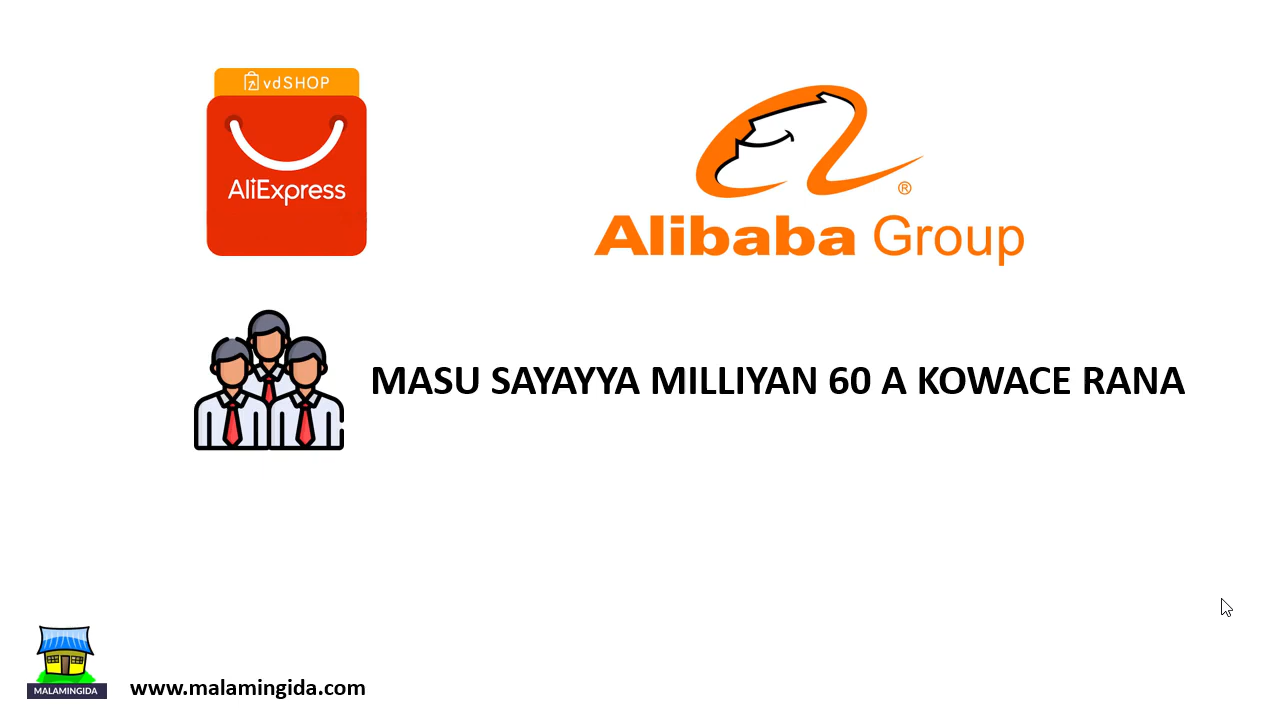 vdSHOP
AliExpress
®
Alibaba Group
MASU SAYAYYA MILLIYAN 60 A KOWACE RANA
MALAMINGIDA
www.malamingida.com